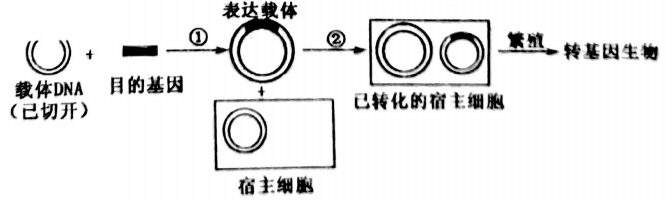 表达载体
①
②
繁殖
载体DNA
(已切开)
+
目的基因
转基因生物
+
已转化的宿主细胞
宿主细胞